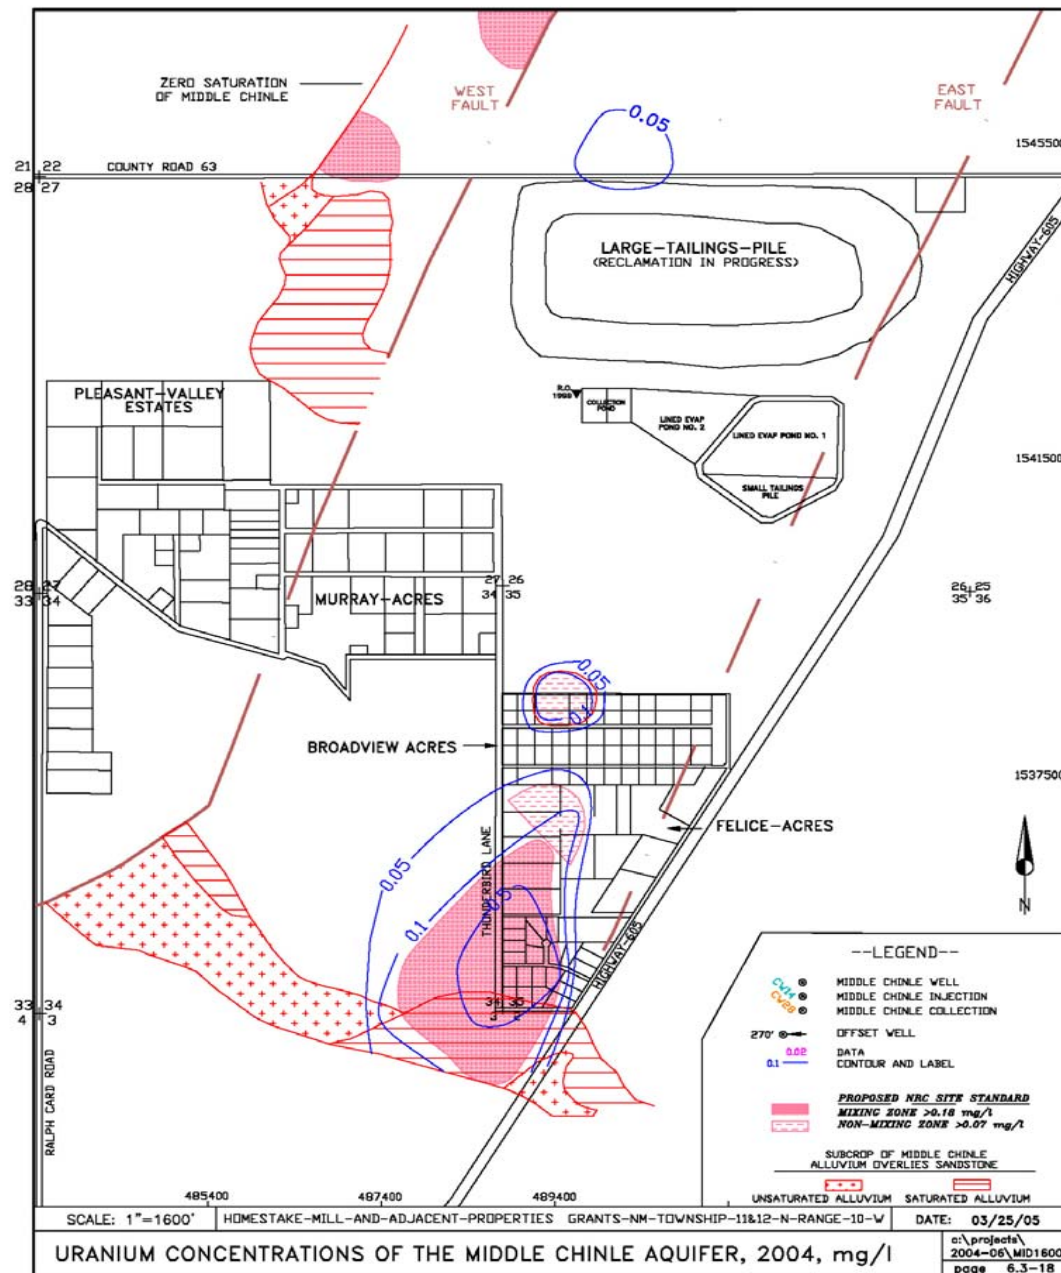 ZERO SATURATION
OF MIDDLE CHINLE
WEST
FAULT
EAST
FAULT
0.05
1545500
21 22
28 27
COUNTY ROAD 63
LARGE-TAILINGS-PILE
(RECLAMATION IN PROGRESS)
HIGHWAY-605
PLEASANT-VALLEY
ESTATES
R.O.
COLLECTION
POND
LINED EVAP
POND NO. 2
LINED EVAP POND NO. 1
1541500
SMALL TAILINGS
PILE
28 27
33 34
27 26
34 35
26 25
35 36
MURRAY-ACRES
0.05
0.1
BROADVIEW ACRES
1537500
FELICE-ACRES
THUNDERBIRD LANE
0.05
0.1
0.5
N
HIGHWAY-605
33 34
4 3
34 35
RALPH CARD ROAD
--LEGEND--
CW14
MIDDLE CHINLE WELL
MIDDLE CHINLE INJECTION
CW28
MIDDLE CHINLE COLLECTION
270' OFFSET WELL
0.02 DATA
0.1 CONTOUR AND LABEL
PROPOSED NRC SITE STANDARD
MIXING ZONE >0.18 mg/l
NON-MIXING ZONE >0.07 mg/l
SUBCROP OF MIDDLE CHINLE
ALLUVIUM OVERLIES SANDSTONE
UNSATURATED ALLUVIUM SATURATED ALLUVIUM
485400 487400 489400
SCALE: 1"=1600' HOMESTAKE-MILL-AND-ADJACENT-PROPERTIES GRANTS-NM-TOWNSHIP-11&12-N-RANGE-10-W DATE: 03/25/05
URANIUM CONCENTRATIONS OF THE MIDDLE CHINLE AQUIFER, 2004, mg/l
c:\projects\
2004-06\MID1600
page 6.3-18